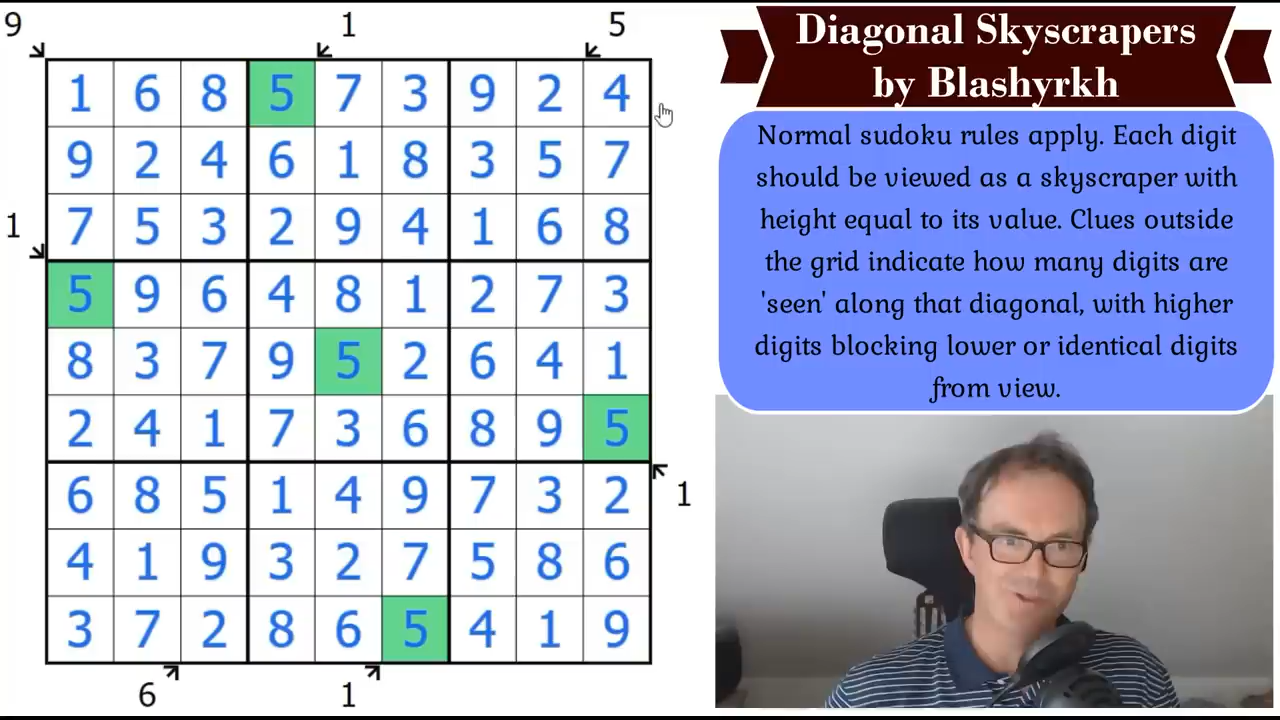 9 1 5
Diagonal Skyscrapers
by Blashyrkh
1 6 8 5 7 3 9 2 4
9 2 4 6 1 8 3 5 7
1 7 5 3 2 9 4 1 6 8
5 9 6 4 8 1 2 7 3
8 3 7 9 5 2 6 4 1
2 4 1 7 3 6 8 9 5
6 8 5 1 4 9 7 3 2 1
4 1 9 3 2 7 5 8 6
3 7 2 8 6 5 4 1 9
6 1
Normal sudoku rules apply. Each digit
should be viewed as a skyscraper with
height equal to its value. Clues outside
the grid indicate how many digits are
'seen' along that diagonal, with higher
digits blocking lower or identical digits
from view.